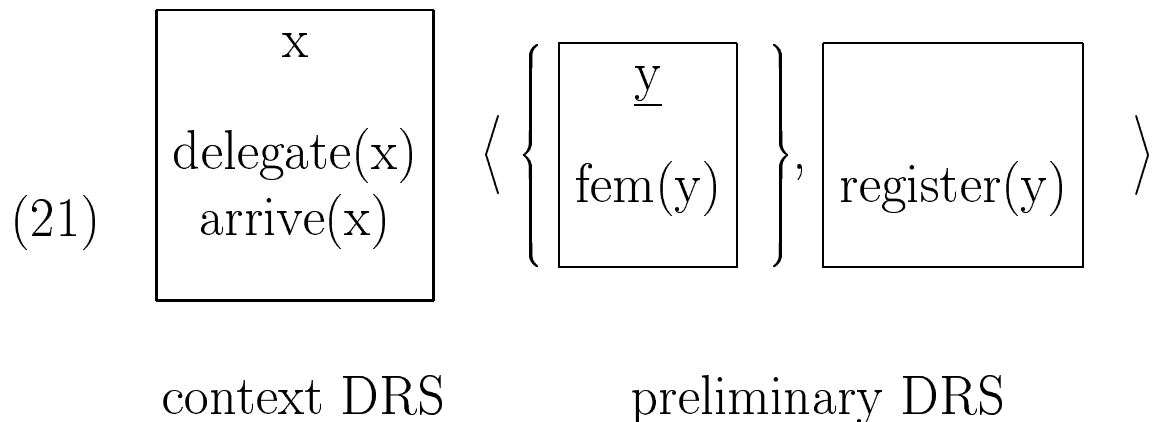 x
y
delegate(x) ⟨ { }, ⟩
fem(y) register(y)
(21) arrive(x)
context DRS preliminary DRS